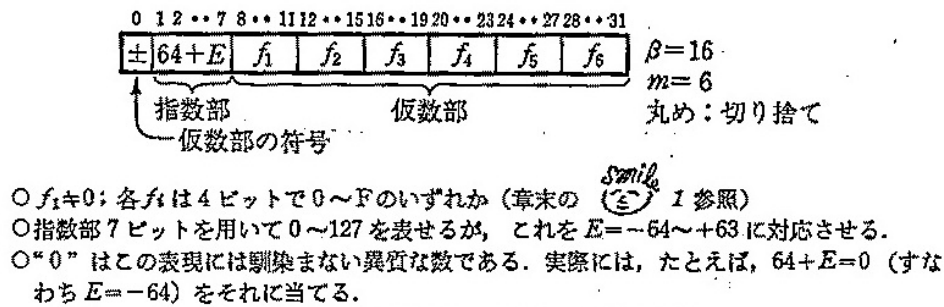 0 1 2 •• 7 8 •• 11 12 •• 15 16 •• 19 20 •• 23 24 •• 27 28 •• 31
± 64+E f₁ f₂ f₃ f₄ f₅ f₆ β=16
m=6
指数部 仮数部 丸め：切り捨て
仮数部の符号
smile
○ f₁≠0；各fᵢは4ビットで0～Fのいずれか（章末の 1 参照）
○指数部7ビットを用いて0～127を表せるが，これをE=-64～+63に対応させる．
○“0”はこの表現には馴染まない異質な数である．実際には，たとえば，64+E=0（すな
わちE=-64）をそれに当てる．